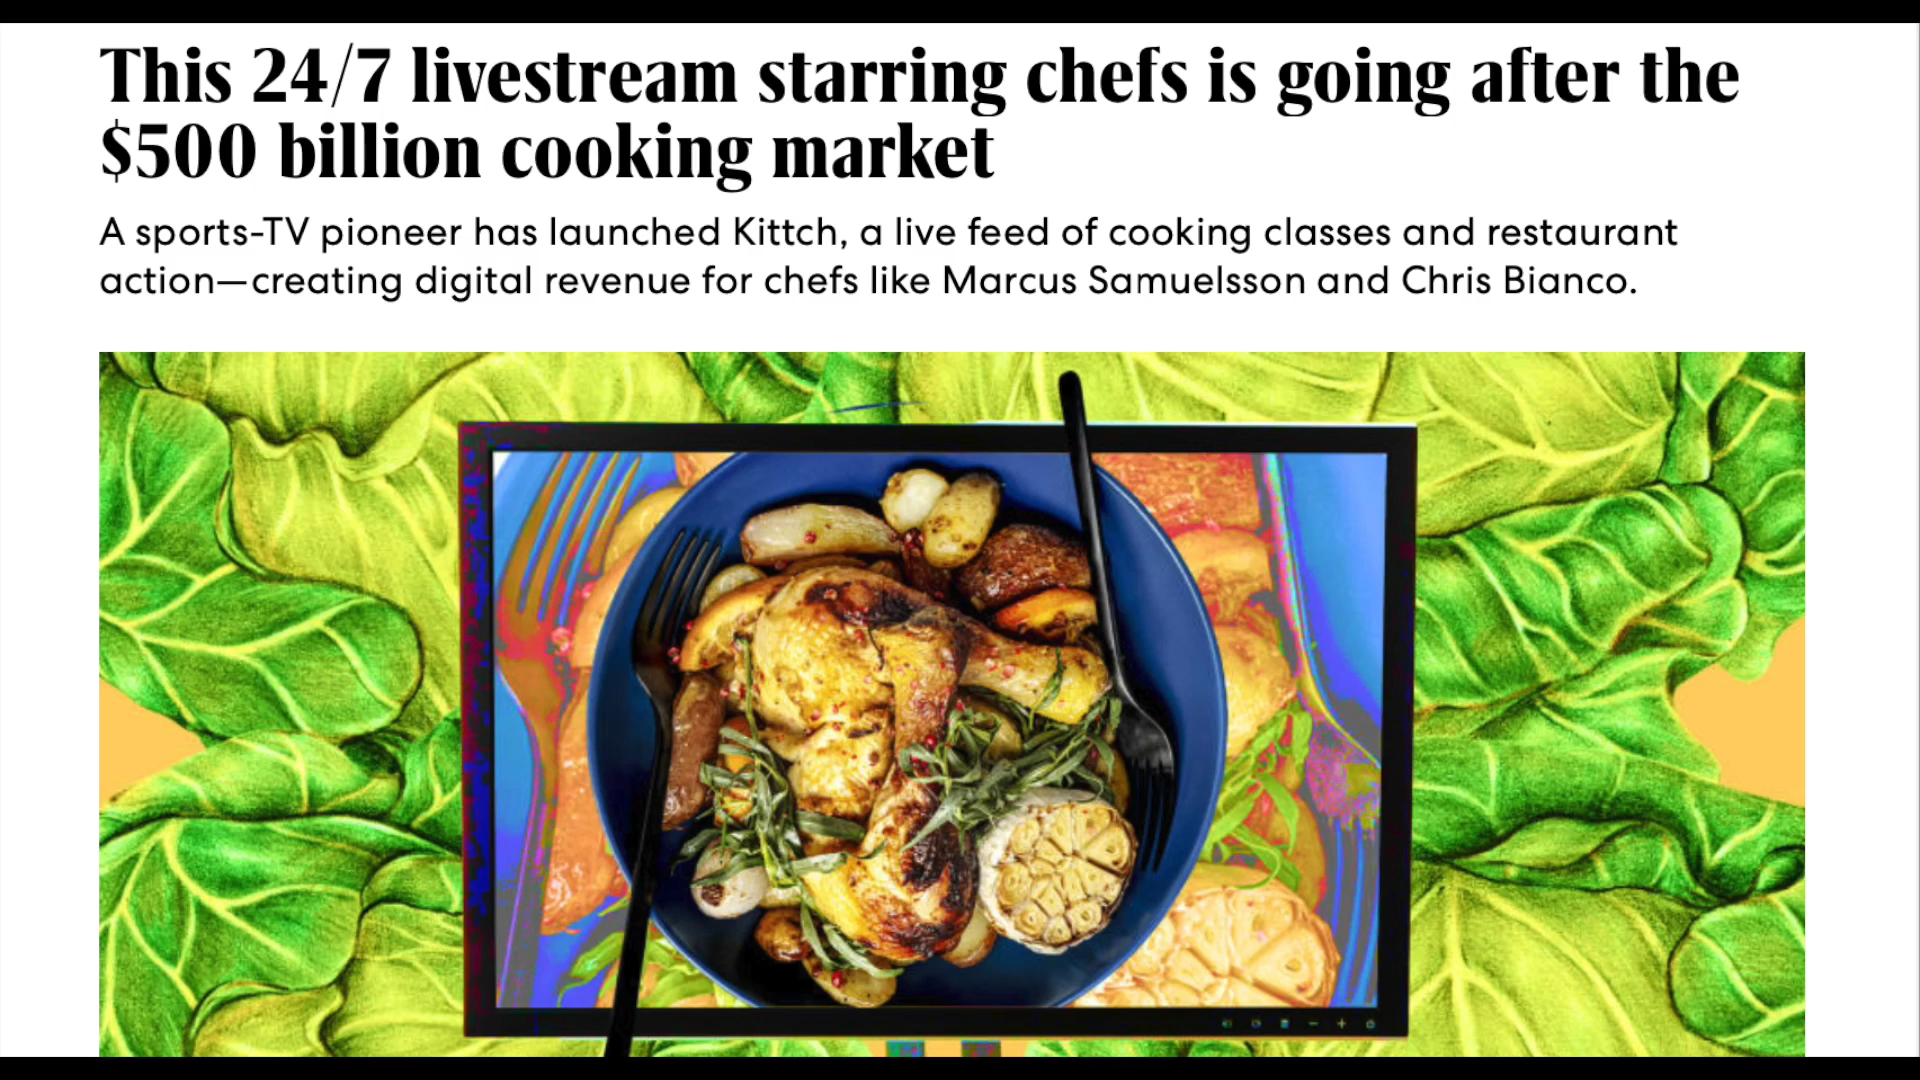 This 24/7 livestream starring chefs is going after the
$500 billion cooking market
A sports-TV pioneer has launched Kittch, a live feed of cooking classes and restaurant
action—creating digital revenue for chefs like Marcus Samuelsson and Chris Bianco.